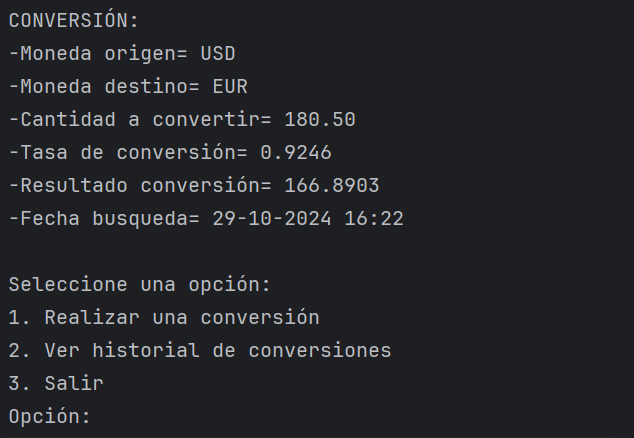 CONVERSIÓN:
-Moneda origen= USD
-Moneda destino= EUR
-Cantidad a convertir= 180.50
-Tasa de conversión= 0.9246
-Resultado conversión= 166.8903
-Fecha busqueda= 29-10-2024 16:22
Seleccione una opción:
1. Realizar una conversión
2. Ver historial de conversiones
3. Salir
Opción: